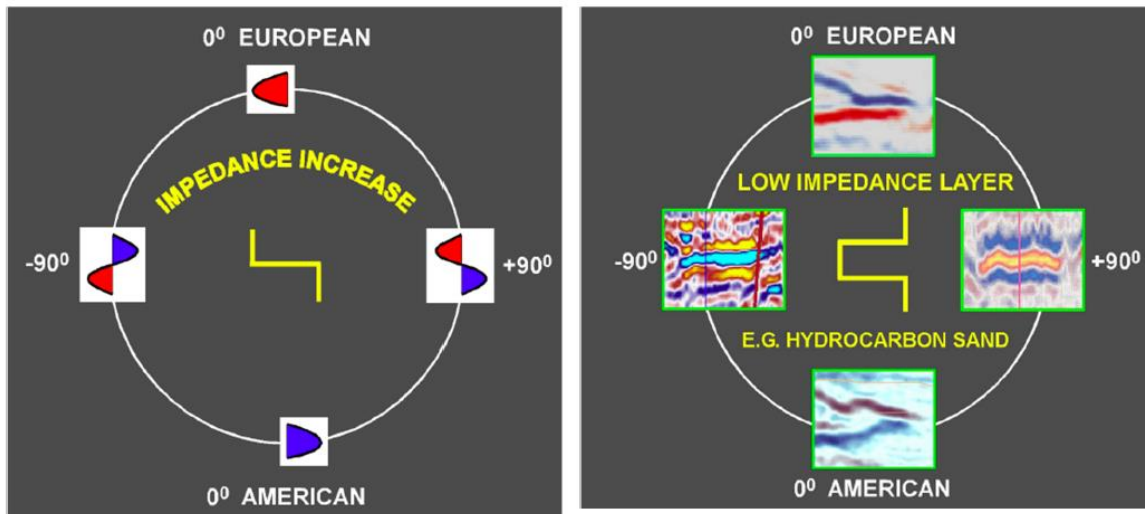 0⁰ EUROPEAN
IMPEDANCE INCREASE
-90⁰
+90⁰
0⁰ AMERICAN
0⁰ EUROPEAN
LOW IMPEDANCE LAYER
-90⁰
+90⁰
E.G. HYDROCARBON SAND
0⁰ AMERICAN